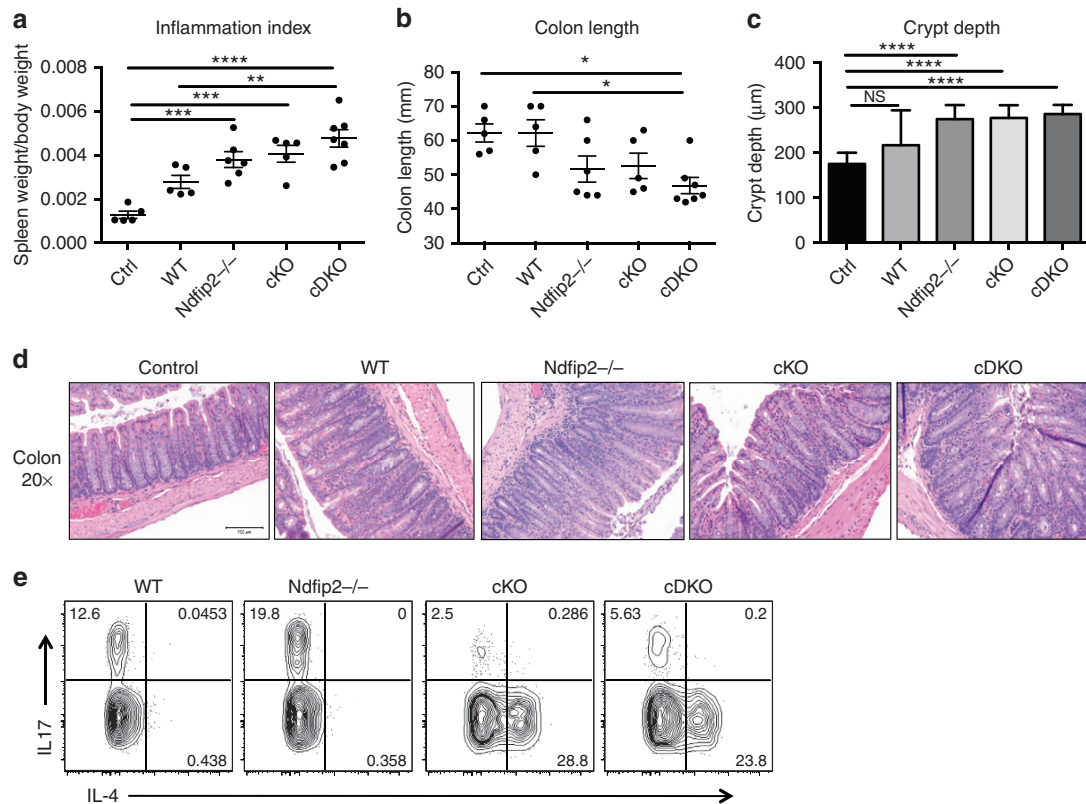 a
Inflammation index
Spleen weight/body weight
0.008
0.006
0.004
0.002
0.000
****
**
***
***
Ctrl
WT
Ndfip2−/−
cKO
cDKO
b
Colon length
Colon length (mm)
70
80
60
50
40
30
*
*
Ctrl
WT
Ndfip2−/−
cKO
cDKO
c
Crypt depth
Crypt depth (µm)
400
300
200
100
0
****
****
****
NS
Ctrl
WT
Ndfip2−/−
cKO
cDKO
d
Control
WT
Ndfip2−/−
cKO
cDKO
Colon
20×
100 µm
e
WT
Ndfip2−/−
cKO
cDKO
12.6
0.0453
0.438
19.8
0
0.358
2.5
0.286
28.8
5.63
0.2
23.8
IL17
IL-4